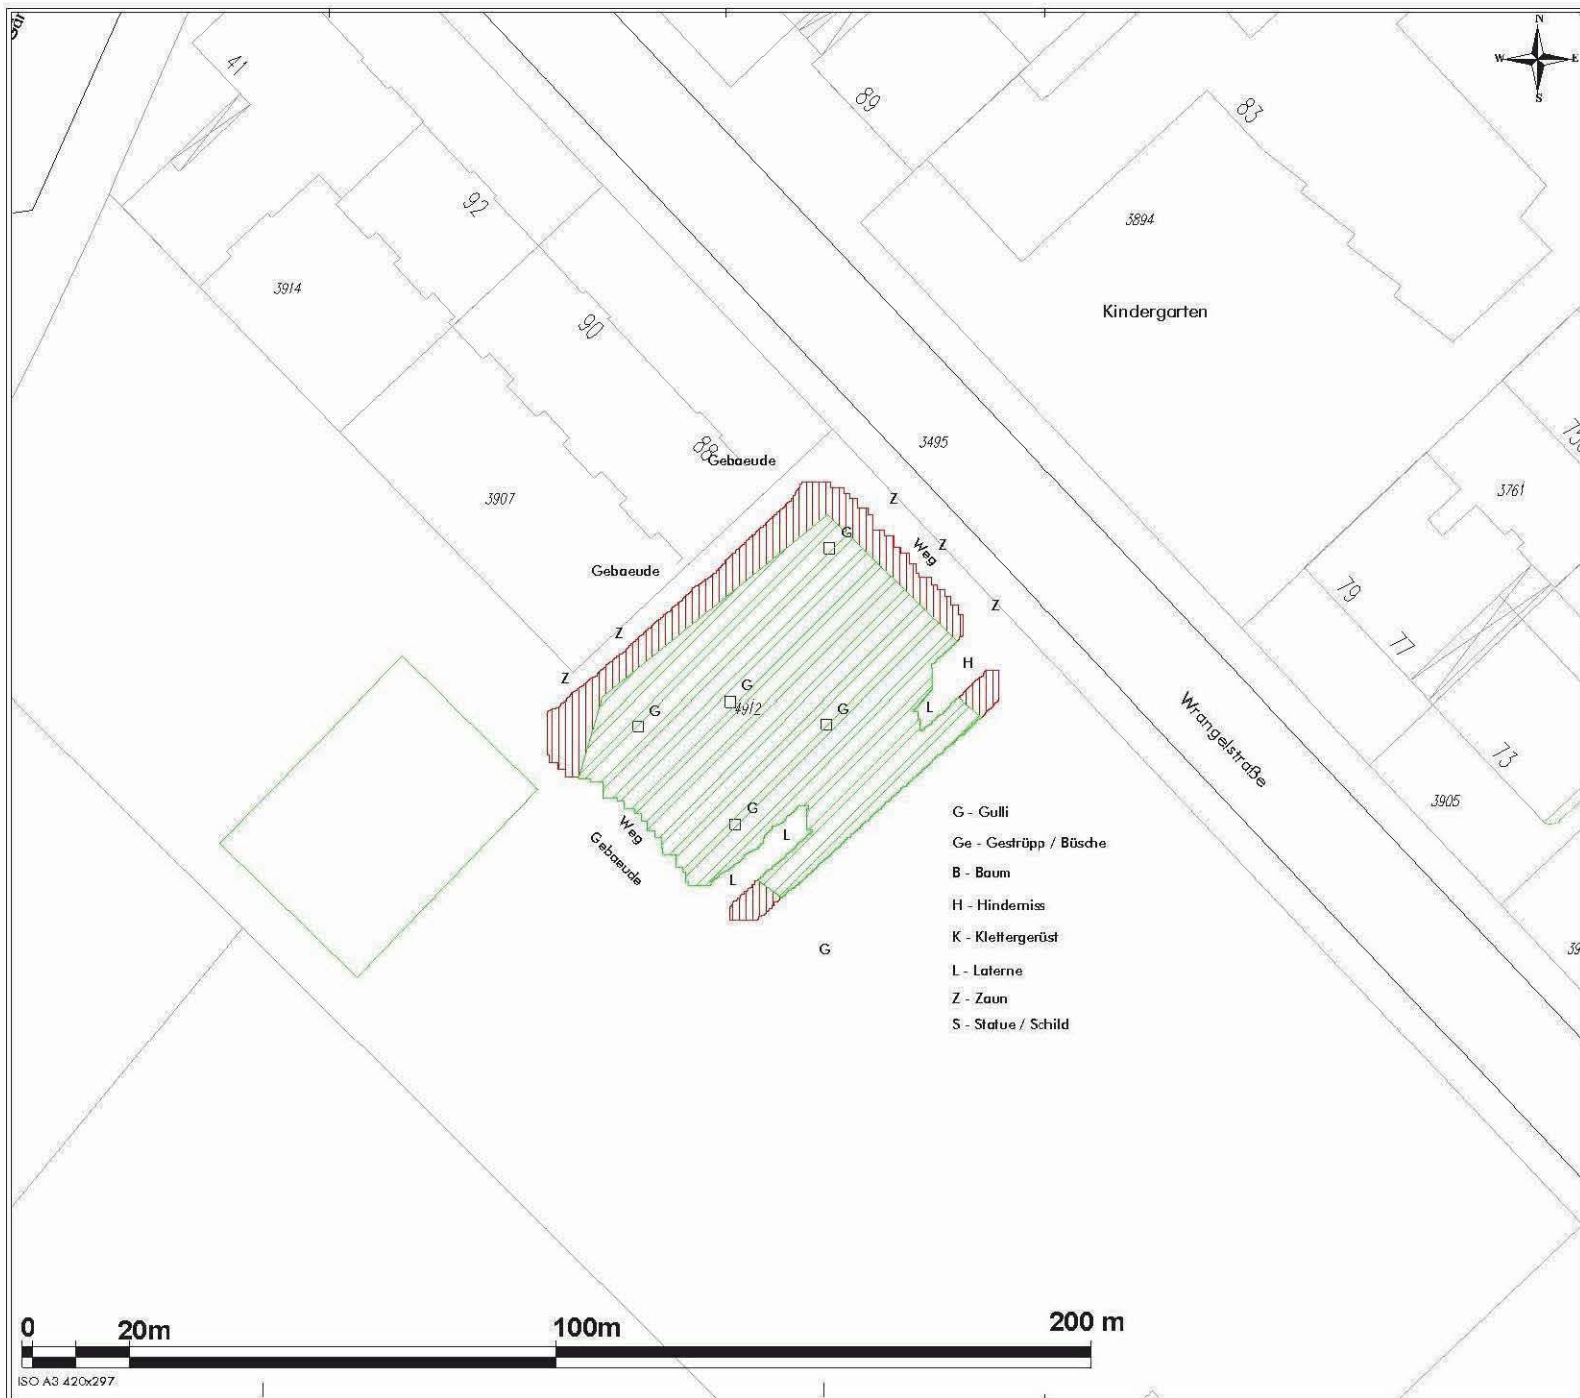 N
W E
S
41
89
83
92
3894
3914
Kindergarten
90
3495
88
Gebaeude
3907
3761
Z
G
Weg
Z
Gebaeude
79
Z
Z
77
H
Z
G
4912
L
G
G
Wrangelstraße
73
3905
G
G - Gulli
Weg
Gebaeude
L
Ge - Gestrüpp / Büsche
B - Baum
L
H - Hinderniss
K - Klettergerüst
G
L - Laterne
Z - Zaun
S - Statue / Schild
0 20m 100m 200 m
ISO A3 420x297